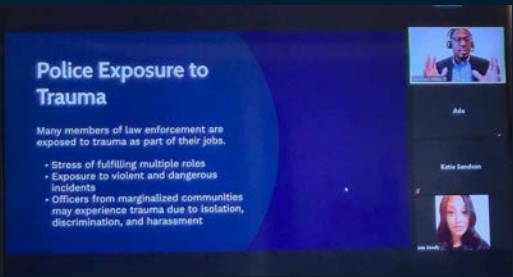 Police Exposure to
Trauma
Many members of law enforcement are
exposed to trauma as part of their jobs.
• Stress of fulfilling multiple roles
• Exposure to violent and dangerous
incidents
• Officers from marginalized communities
may experience trauma due to isolation,
discrimination, and harassment
Ada
Katie Sandson